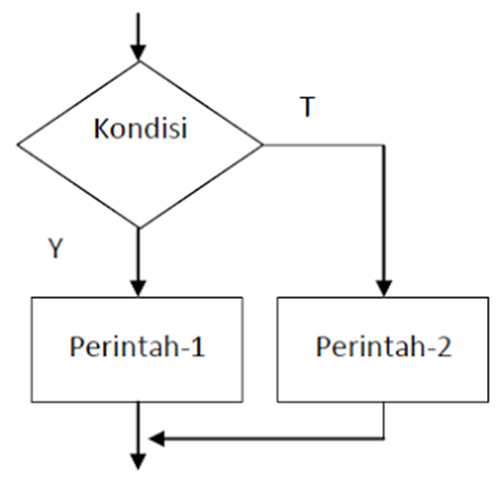 Kondisi
T
Y
Perintah-1
Perintah-2